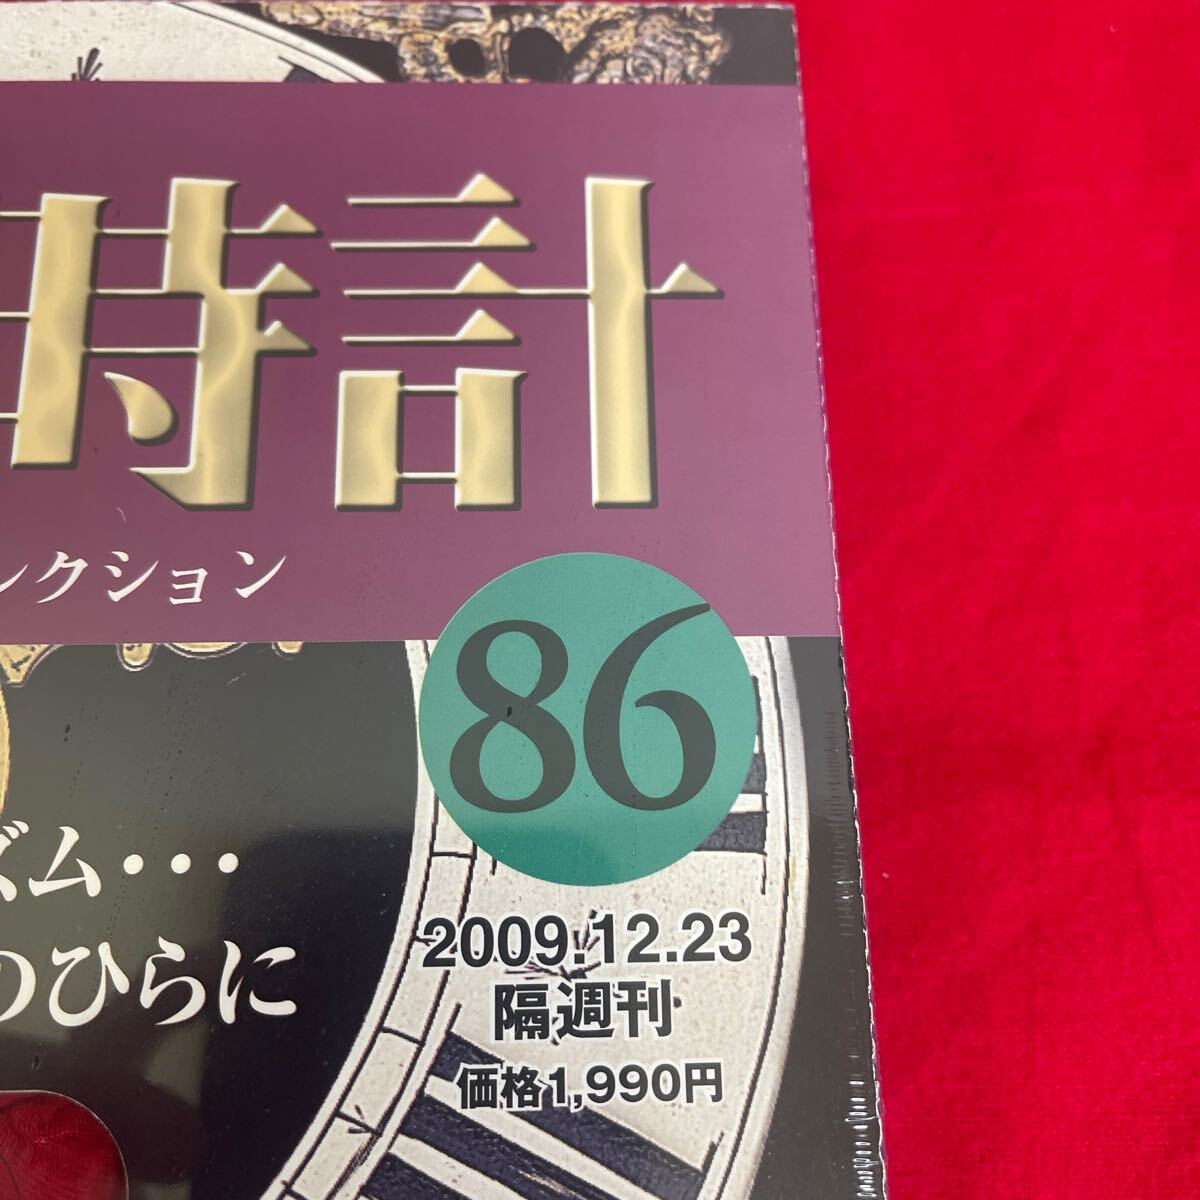 時計
レクション
86
ズム・・・
のひらに
2009.12.23
隔週刊
価格1,990円